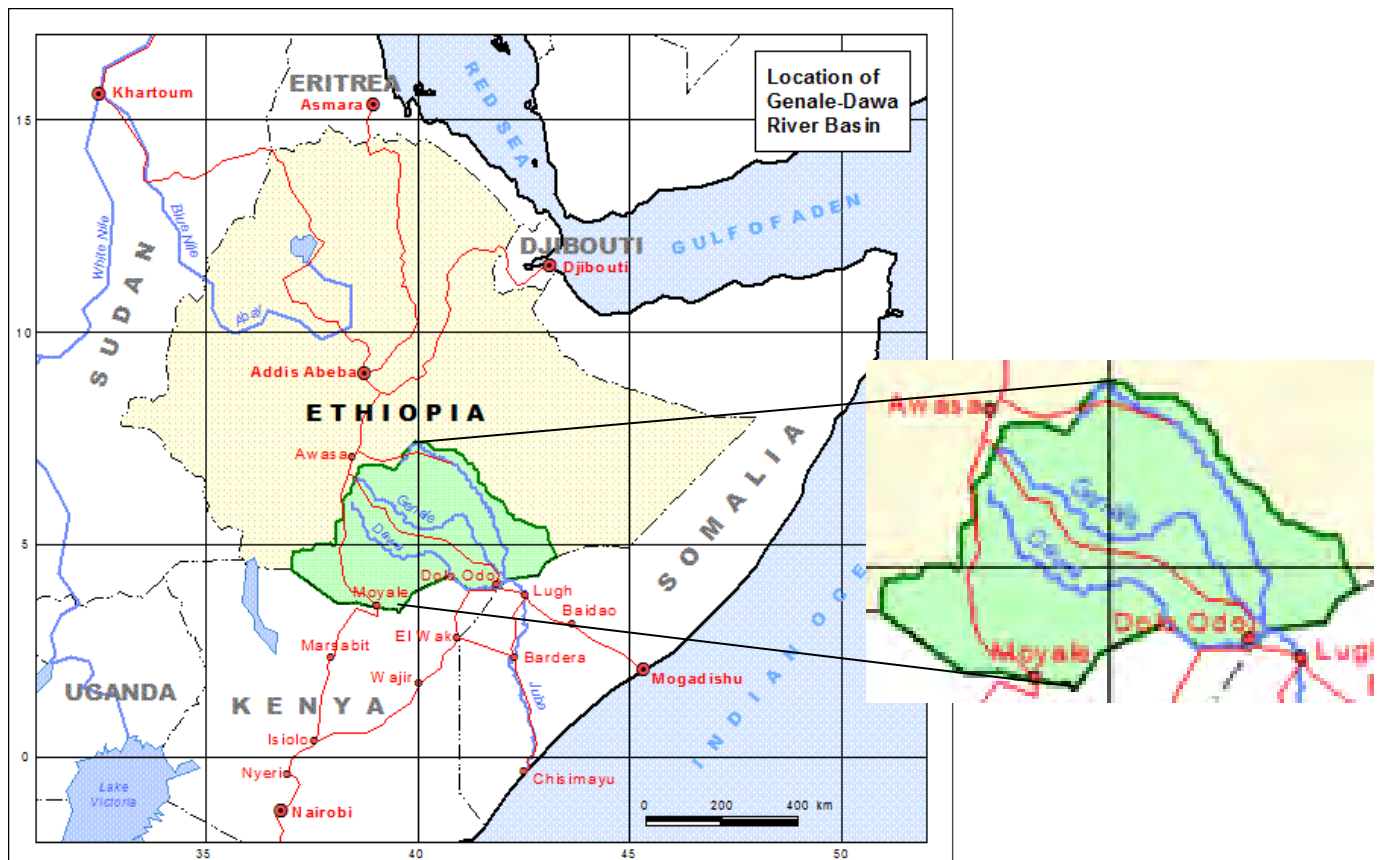 Location of
Genale-Dawa
River Basin
Khartoum
ERITREA
Asmara
RED SEA
15
White Nile
Blue Nile
SUDAN
DJIBOUTI
Djibouti
GULF OF ADEN
Abay
10
Addis Abeba
ETHIOPIA
Awasa
Genale
Dawa
SOMALIA
5
Dolo Odo
Moyale
Lugh
Baidao
El Wak
Marsabit
Bardera
Mogadishu
UGANDA
Wajir
KENYA
Juba
INDIAN OCE
Isiolo
0
Nyeri
Chisimayu
Lake
Victoria
Nairobi
0 200 400 km
35 40 45 50
Awasa
Genale
Dawa
Dolo Odo
Moyale
Lugh